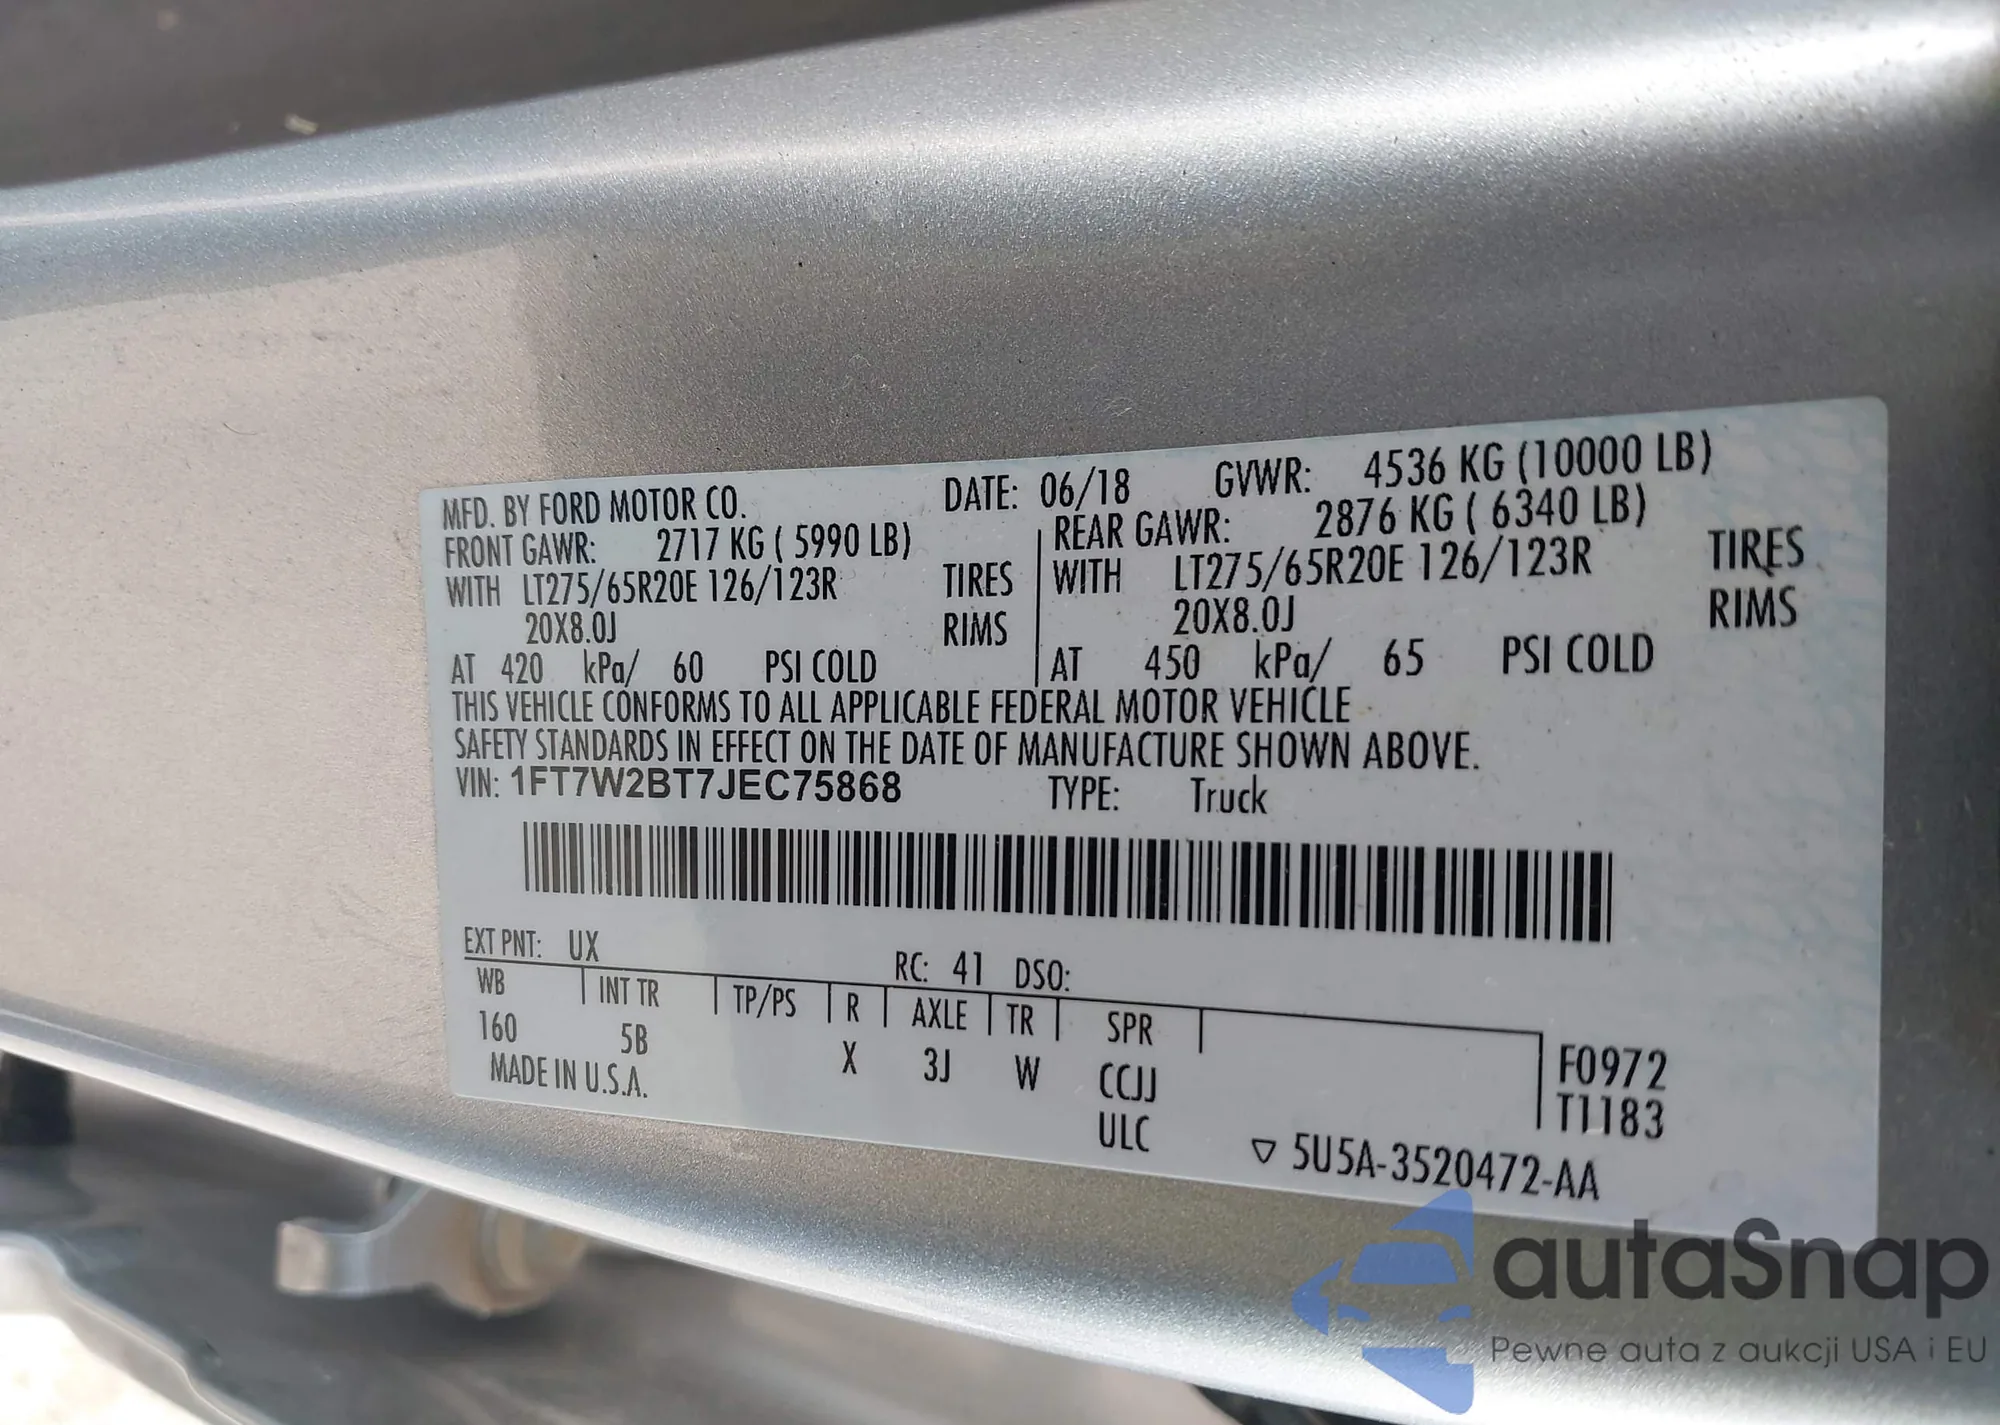 MFD. BY FORD MOTOR CO. DATE: 06/18 GVWR: 4536 KG (10000 LB)
FRONT GAWR: 2717 KG ( 5990 LB) REAR GAWR: 2876 KG ( 6340 LB)
WITH LT275/65R20E 126/123R TIRES WITH LT275/65R20E 126/123R TIRES
20X8.0J RIMS 20X8.0J RIMS
AT 420 kPa/ 60 PSI COLD AT 450 kPa/ 65 PSI COLD
THIS VEHICLE CONFORMS TO ALL APPLICABLE FEDERAL MOTOR VEHICLE
SAFETY STANDARDS IN EFFECT ON THE DATE OF MANUFACTURE SHOWN ABOVE.
VIN: 1FT7W2BT7JEC75868 TYPE: Truck
EXT PNT: UX RC: 41 DSO:
WB INT TR TP/PS R AXLE TR SPR
160 5B X 3J W CCJJ F0972
MADE IN U.S.A. ULC T1183
▽ 5U5A-3520472-AA
autaSnap
Pewne auta z aukcji USA i EU